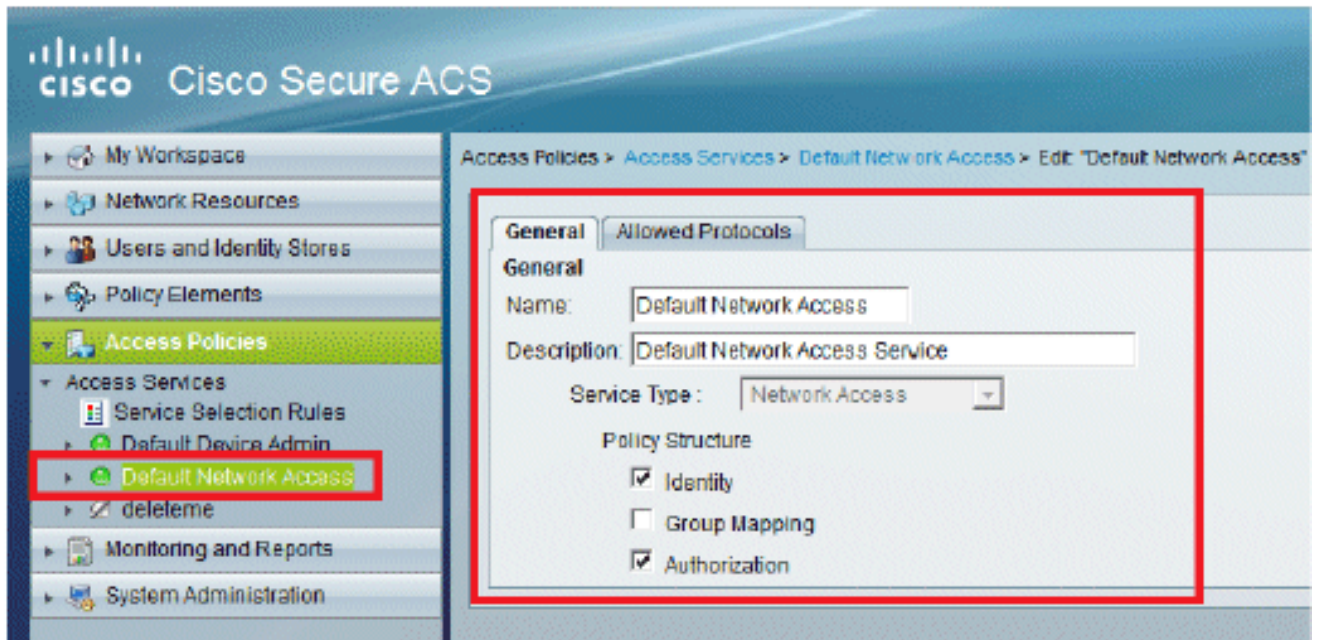 CISCO Cisco Secure ACS
My Workspace
Network Resources
Users and Identity Stores
Policy Elements
Access Policies
Access Services
Service Selection Rules
Default Device Admin
Default Network Access
deleteme
Monitoring and Reports
System Administration
Access Policies > Access Services > Default Network Access > Edit: "Default Network Access"
General Allowed Protocols
General
Name: Default Network Access
Description: Default Network Access Service
Service Type : Network Access
Policy Structure
Identity
Group Mapping
Authorization